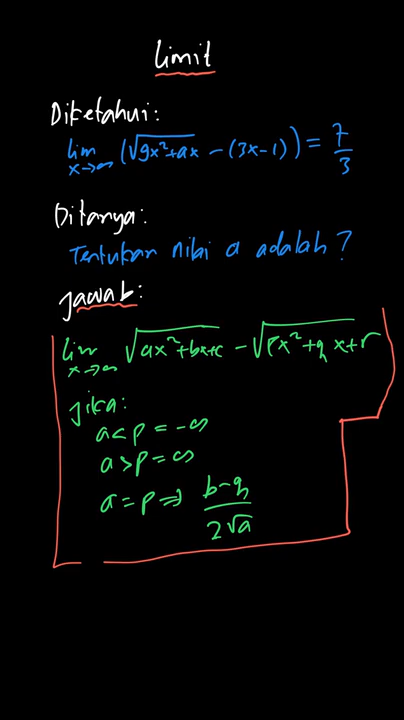 Limit
Diketahui:
lim x→∞ (√9x²+ax - (3x-1)) = 7/3
Ditanya:
Tentukan nilai a adalah?
Jawab:
lim x→∞ √ax²+bx+c - √px²+qx+r
Jika:
a<p = -∞
a>p = ∞
a=p ⇒ b-q/2√a